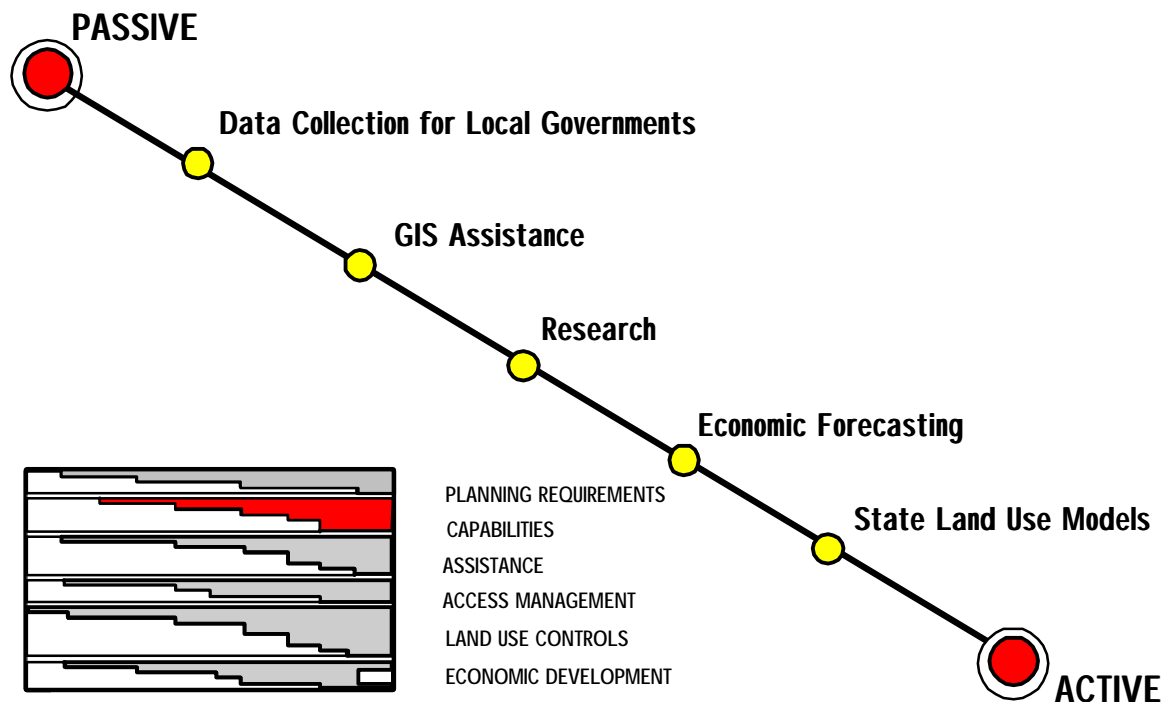 PASSIVE
Data Collection for Local Governments
GIS Assistance
Research
Economic Forecasting
State Land Use Models
ACTIVE
PLANNING REQUIREMENTS
CAPABILITIES
ASSISTANCE
ACCESS MANAGEMENT
LAND USE CONTROLS
ECONOMIC DEVELOPMENT